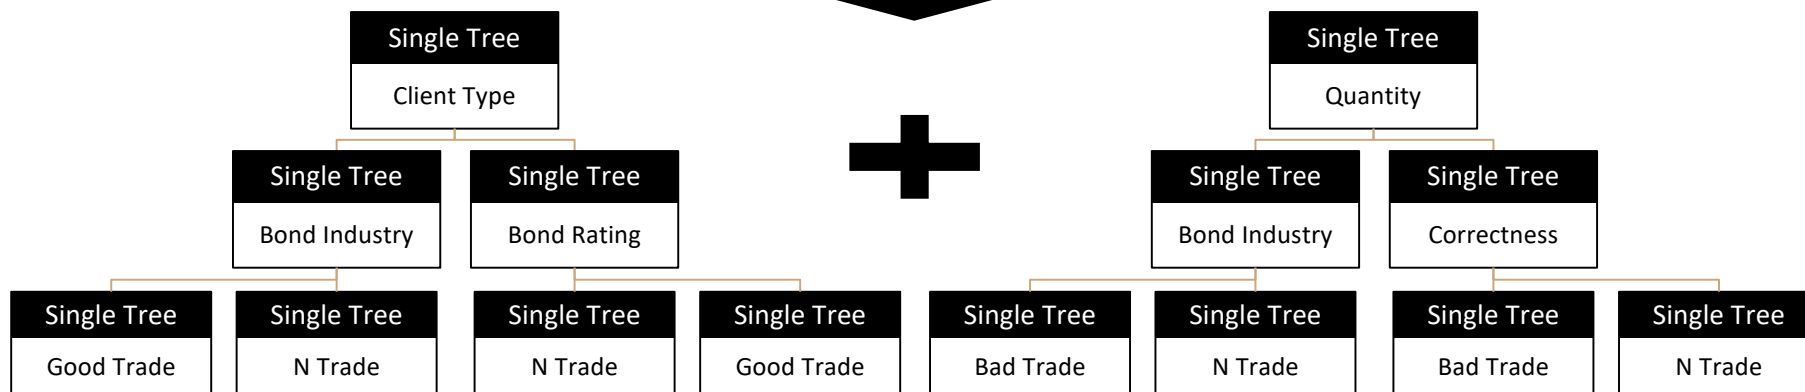 Single Tree
Client Type
Single Tree
Quantity
Single Tree
Bond Industry
Single Tree
Bond Rating
Single Tree
Bond Industry
Single Tree
Correctness
Single Tree
Good Trade
Single Tree
N Trade
Single Tree
N Trade
Single Tree
Good Trade
Single Tree
Bad Trade
Single Tree
N Trade
Single Tree
Bad Trade
Single Tree
N Trade